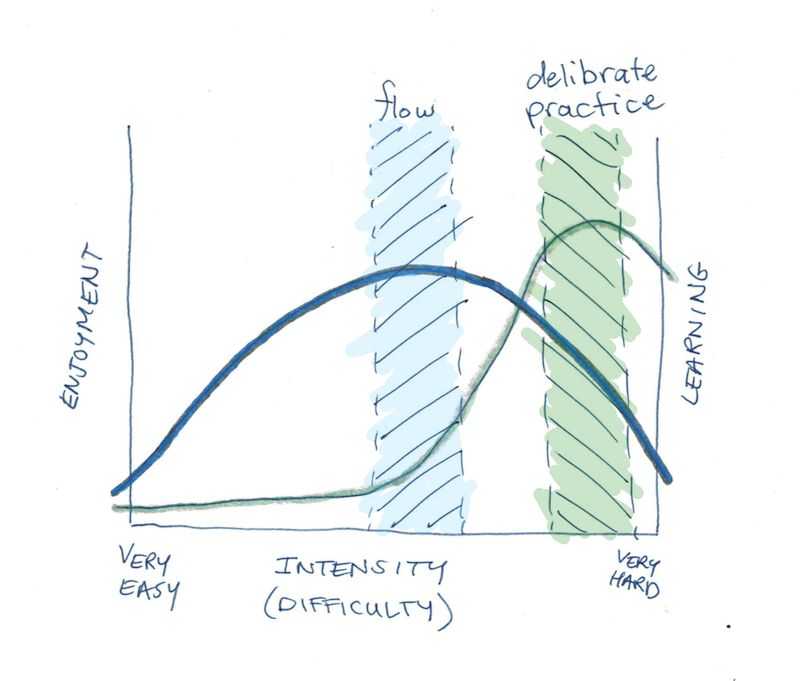 flow
delibrate
practice
ENJOYMENT
LEARNING
VERY
EASY
INTENSITY
(DIFFICULTY)
VERY
HARD